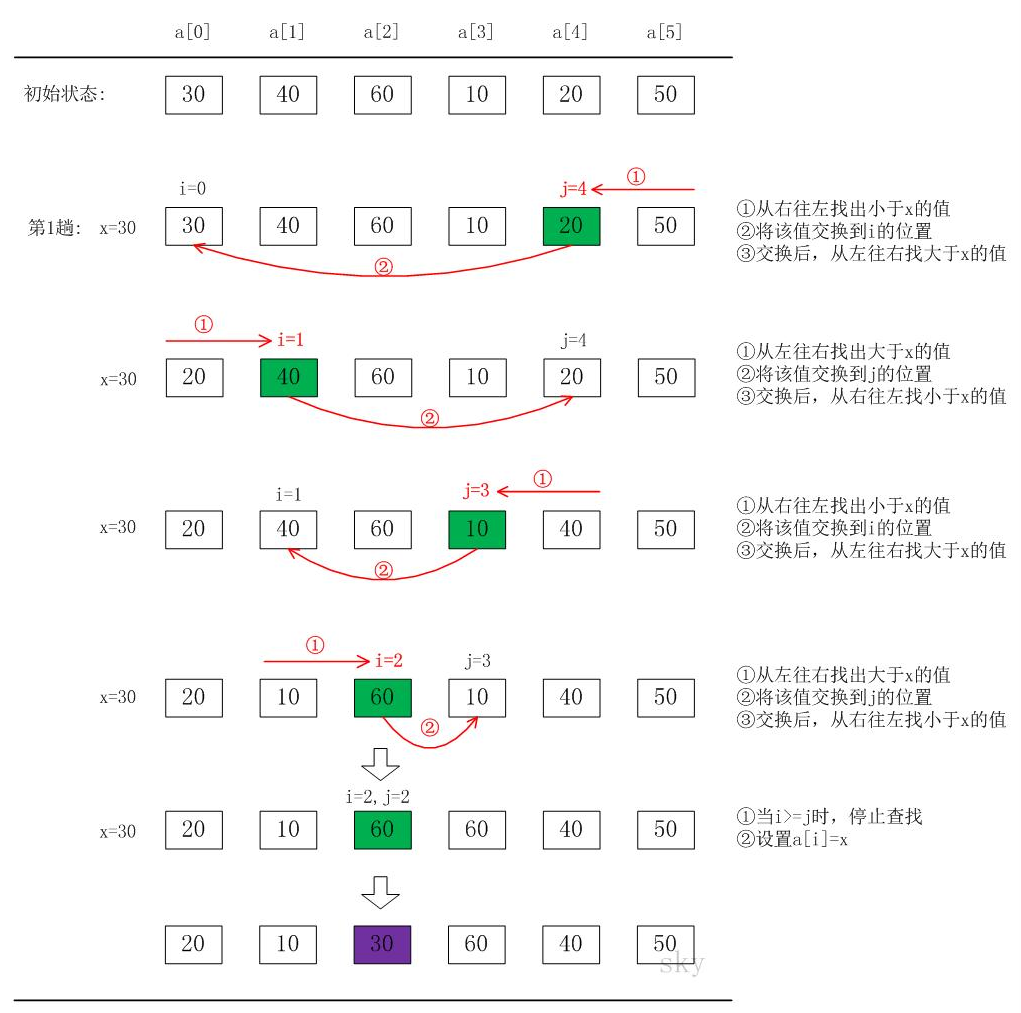 a[0] a[1] a[2] a[3] a[4] a[5]
初始状态: 30 40 60 10 20 50
i=0 j=4 ①
第1趟: x=30 30 40 60 10 20 50
②
①从右往左找出小于x的值
②将该值交换到i的位置
③交换后，从左往右找大于x的值
① i=1 j=4
x=30 20 40 60 10 20 50
②
①从左往右找出大于x的值
②将该值交换到j的位置
③交换后，从右往左找小于x的值
i=1 j=3 ①
x=30 20 40 60 10 40 50
②
①从右往左找出小于x的值
②将该值交换到i的位置
③交换后，从左往右找大于x的值
① i=2 j=3
x=30 20 10 60 10 40 50
②
①从左往右找出大于x的值
②将该值交换到j的位置
③交换后，从右往左找小于x的值
i=2,j=2
x=30 20 10 60 60 40 50
①当i>=j时，停止查找
②设置a[i]=x
20 10 30 60 40 50
sky